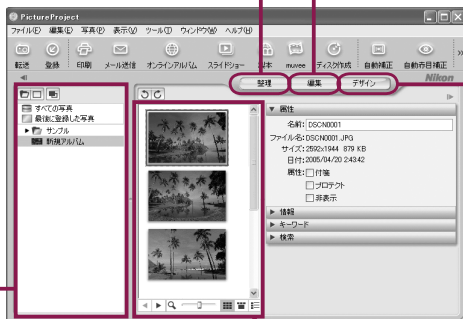 PictureProject
ファイル(F) 編集(E) 写真(P) 表示(V) ツール(T) ウィンドウ(W) ヘルプ(H)
転送 登録 印刷 メール送信 オンラインアルバム スライドショー 製本 muvee ディスク作成 自動補正 自動赤目補正
整理 編集 デザイン
Nikon
すべての写真
最後に登録した写真
サンプル
新規アルバム
属性
名前: DSCN0001
ファイル名: DSCN0001.JPG
サイズ: 2592x1944 879 KB
日付: 2005/04/20 2:43:42
属性: 付箋
プロテクト
非表示
情報
キーワード
検索